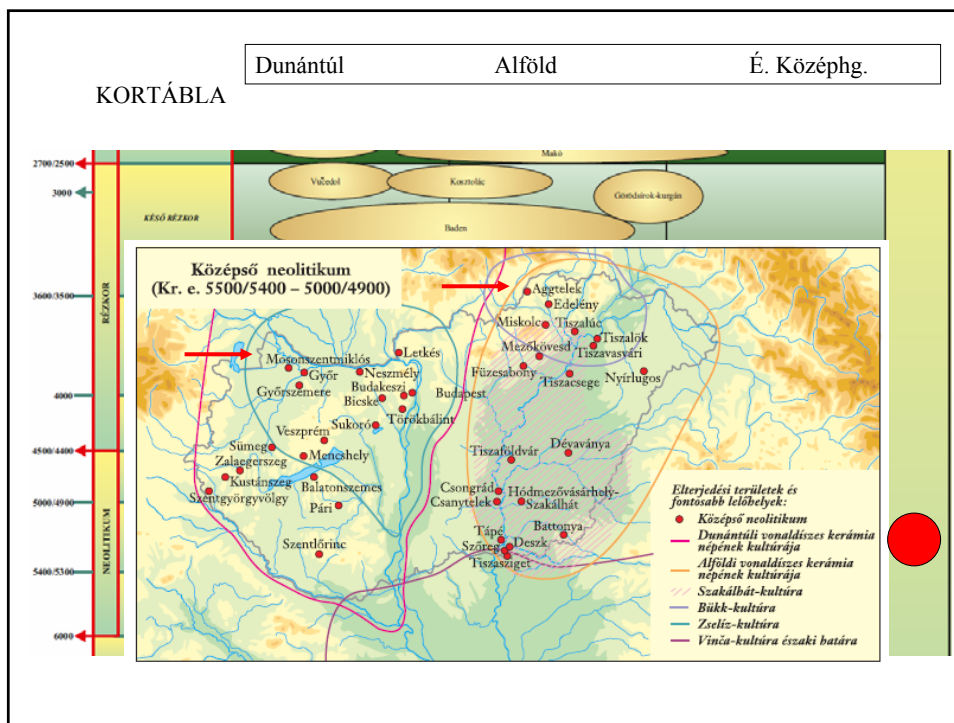 Dunántúl Alföld É. Középhg.
KORTÁBLA
Makó
2700/2500
3000
Vučedol
Kosztolác
Gödörsírok-kurgán
KÉSŐ RÉZKOR
Baden
RÉZKOR
3600/3500
4000
4500/4400
5000/4900
NEOLITIKUM
5400/5300
6000
Középső neolitikum
(Kr. e. 5500/5400 – 5000/4900)
Aggtelek
Edelény
Miskolc
Tiszalúc
Tiszalök
Mezőkövesd
Tiszavasvári
Füzesabony
Tiszacsege
Nyírlugos
Mosonszentmiklós
Letkés
Győr
Neszmély
Győrszemere
Budakeszi
Budapest
Bicske
Törökbálint
Sukoró
Veszprém
Sümeg
Mencshely
Zalaegerszeg
Kustánszeg
Balatonszemes
Szentgyörgyvölgy
Pári
Szentlőrinc
Tiszaföldvár
Dévaványa
Csongrád
Hódmezővásárhely-
Szakálhát
Csanytelek
Tápé
Battonya
Szőreg
Deszk
Tiszasziget
Elterjedési területek és
fontosabb lelőhelyek:
Középső neolitikum
Dunántúli vonaldíszes kerámia
népének kultúrája
Alföldi vonaldíszes kerámia
népének kultúrája
Szakálhát-kultúra
Bükk-kultúra
Zselíz-kultúra
Vinča-kultúra északi határa